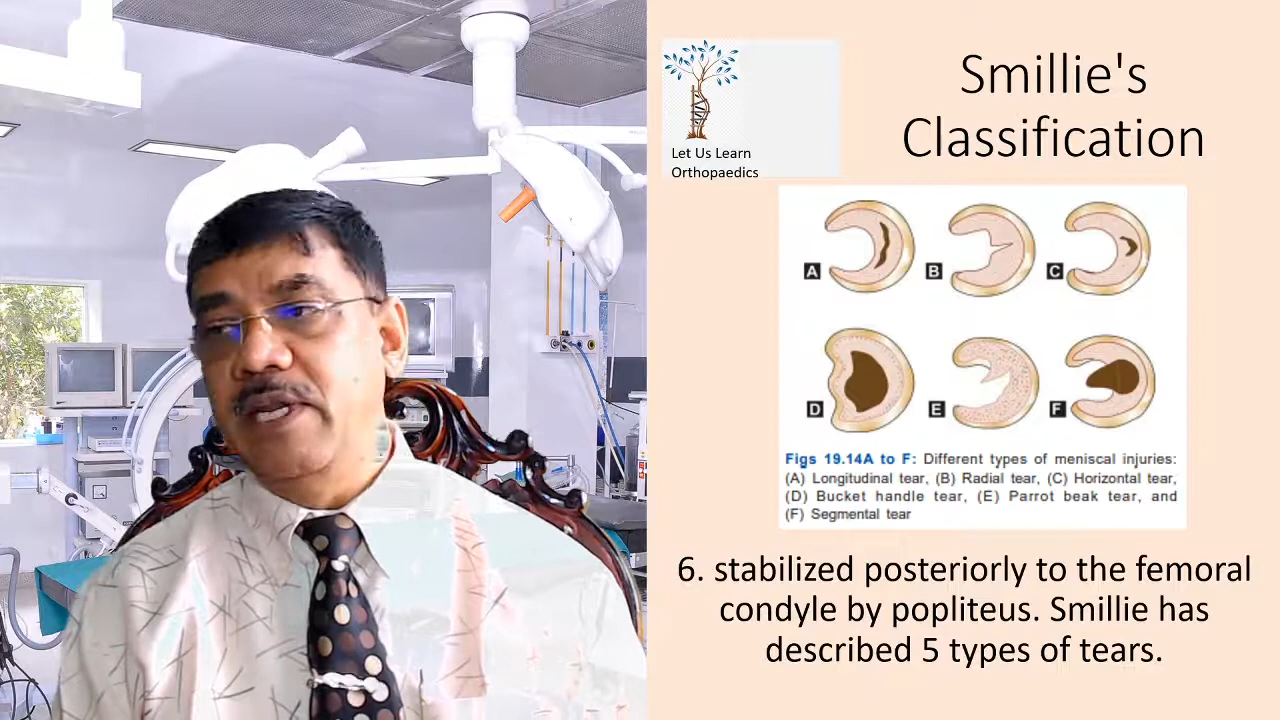 Let Us Learn
Orthopaedics
Smillie's
Classification
A
B
C
D
E
F
Figs 19.14A to F: Different types of meniscal injuries:
(A) Longitudinal tear, (B) Radial tear, (C) Horizontal tear,
(D) Bucket handle tear, (E) Parrot beak tear, and
(F) Segmental tear
6. stabilized posteriorly to the femoral
condyle by popliteus. Smillie has
described 5 types of tears.